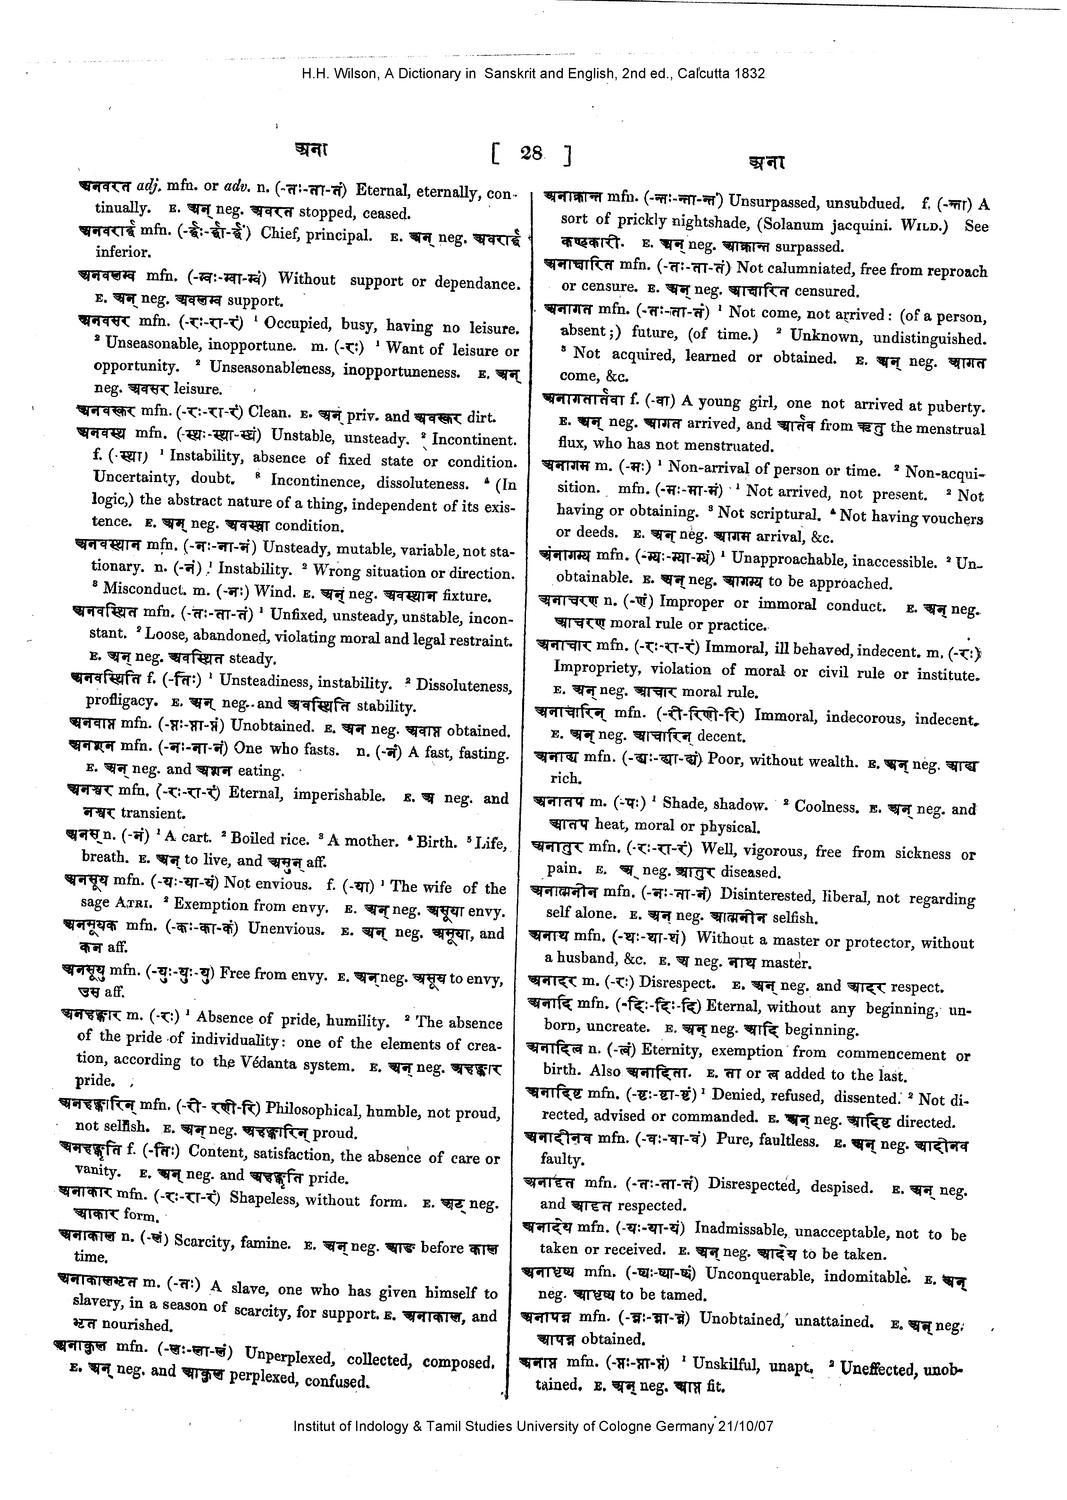 H.H. Wilson, A Dictionary in Sanskrit and English, 2nd ed., Calcutta 1832
अना
[ 28 ]
अना
अनवरत adj. mfn. or adv. n. (-तः-ता-तं) Eternal, eternally, con-
tinually. E. अन् neg. अवरत stopped, ceased.
अनवरार्द्ध mfn. (-र्द्धः-र्द्धा-र्द्धं) Chief, principal. E. अन् neg. अवरार्द्ध
inferior.
अनवलम्ब mfn. (-म्बः-म्बा-म्बं) Without support or dependance.
E. अन् neg. अवलम्ब support.
अनवसर mfn. (-रः-रा-रं) ¹ Occupied, busy, having no leisure.
² Unseasonable, inopportune. m. (-रः) ¹ Want of leisure or
opportunity. ² Unseasonableness, inopportuneness. E. अन्
neg. अवसर leisure.
अनवस्कर mfn. (-रः-रा-रं) Clean. E. अन् priv. and अवस्कर dirt.
अनवस्थ mfn. (-स्थः-स्था-स्थं) Unstable, unsteady. ² Incontinent.
f. (-स्था) ¹ Instability, absence of fixed state or condition.
Uncertainty, doubt. ³ Incontinence, dissoluteness. ⁴ (In
logic,) the abstract nature of a thing, independent of its exis-
tence. E. अन् neg. अवस्था condition.
अनवस्थान mfn. (-नः-ना-नं) Unsteady, mutable, variable, not sta-
tionary. n. (-नं) ¹ Instability. ² Wrong situation or direction.
³ Misconduct. m. (-नः) Wind. E. अन् neg. अवस्थान fixture.
अनवस्थित mfn. (-तः-ता-तं) ¹ Unfixed, unsteady, unstable, incon-
stant. ² Loose, abandoned, violating moral and legal restraint.
E. अन् neg. अवस्थित steady.
अनवस्थिति f. (-तिः) ¹ Unsteadiness, instability. ² Dissoluteness,
profligacy. E. अन् neg. and अवस्थिति stability.
अनवाप्त mfn. (-प्तः-प्ता-प्तं) Unobtained. E. अन neg. अवाप्त obtained.
अनशन mfn. (-नः-ना-नं) One who fasts. n. (-नं) A fast, fasting.
E. अन् neg. and अशन eating.
अनश्वर mfn. (-रः-रा-रं) Eternal, imperishable. E. अ neg. and
नश्वर transient.
अनस् n. (-नं) ¹ A cart. ² Boiled rice. ³ A mother. ⁴ Birth. ⁵ Life,
breath. E. अन् to live, and असुन् aff.
अनसूय mfn. (-यः-या-यं) Not envious. f. (-या) ¹ The wife of the
sage ATRI. ² Exemption from envy. E. अन् neg. असूया envy.
अनसूयक mfn. (-कः-का-कं) Unenvious. E. अन् neg. असूया, and
कन aff.
अनसूयु mfn. (-युः-युः-यु) Free from envy. E. अन् neg. असूय to envy,
उस aff.
अनहङ्कार m. (-रः) ¹ Absence of pride, humility. ² The absence
of the pride of individuality: one of the elements of crea-
tion, according to the Védanta system. E. अन् neg. अहङ्कार
pride.
अनहङ्कारिन् mfn. (-री-रिणी-रि) Philosophical, humble, not proud,
not selfish. E. अन् neg. अहङ्कारिन् proud.
अनहङ्कृति f. (-तिः) Content, satisfaction, the absence of care or
vanity. E. अन् neg. and अहङ्कृति pride.
अनाकार mfn. (-रः-रा-रं) Shapeless, without form. E. neg.
आकार form.
अनाकाल n. (-लं) Scarcity, famine. E. अन् neg. आङ before काल
time.
अनाकालभृत m. (-तः) A slave, one who has given himself to
slavery, in a season of scarcity, for support. E. अनाकाल, and
भृत nourished.
अनाकुल mfn. (-लः-ला-लं) Unperplexed, collected, composed.
E. अन् neg. and आकुल perplexed, confused.
अनाक्रान्त mfn. (-न्तः-न्ता-न्तं) Unsurpassed, unsubdued. f. (-न्ता) A
sort of prickly nightshade, (Solanum jacquini. WILD.) See
कण्टकारी. E. अन् neg. आक्रान्त surpassed.
अनाचारित mfn. (-तः-ता-तं) Not calumniated, free from reproach
or censure. E. अन् neg. आचारित censured.
अनागत mfn. (-तः-ता-तं) ¹ Not come, not arrived: (of a person,
absent;) future, (of time.) ² Unknown, undistinguished.
³ Not acquired, learned or obtained. E. अन् neg. आगत
come, &c.
अनागतार्त्तवा f. (-वा) A young girl, one not arrived at puberty.
E. अन् neg. आगत arrived, and आर्त्तव from ऋतु the menstrual
flux, who has not menstruated.
अनागम m. (-मः) ¹ Non-arrival of person or time. ² Non-acqui-
sition. mfn. (-मः-मा-मं) ¹ Not arrived, not present. ² Not
having or obtaining. ³ Not scriptural. ⁴ Not having vouchers
or deeds. E. अन् neg. आगम arrival, &c.
अनागम्य mfn. (-म्यः-म्या-म्यं) ¹ Unapproachable, inaccessible. ² Un-
obtainable. E. अन् neg. आगम्य to be approached.
अनाचरण n. (-णं) Improper or immoral conduct. E. अन् neg.
आचरण moral rule or practice.
अनाचार mfn. (-रः-रा-रं) Immoral, ill behaved, indecent. m. (-रः)
Impropriety, violation of moral or civil rule or institute.
E. अन् neg. आचार moral rule.
अनाचारिन् mfn. (-री-रिणी-रि) Immoral, indecorous, indecent.
E. अन् neg. आचारिन् decent.
अनाढ्य mfn. (-ढ्यः-ढ्या-ढ्यं) Poor, without wealth. E. अन् neg. आढ्य
rich.
अनातप m. (-पः) ¹ Shade, shadow. ² Coolness. E. अन् neg. and
आतप heat, moral or physical.
अनातुर mfn. (-रः-रा-रं) Well, vigorous, free from sickness or
pain. E. अ neg. आतुर diseased.
अनात्मनीन mfn. (-नः-ना-नं) Disinterested, liberal, not regarding
self alone. E. अन् neg. आत्मनीन selfish.
अनाथ mfn. (-थः-था-थं) Without a master or protector, without
a husband, &c. E. अ neg. नाथ master.
अनादर m. (-रः) Disrespect. E. अन् neg. and आदर respect.
अनादि mfn. (-दिः-दिः-दि) Eternal, without any beginning, un-
born, uncreate. E. अन् neg. आदि beginning.
अनादित्व n. (-त्वं) Eternity, exemption from commencement or
birth. Also अनादिता. E. ता or त्व added to the last.
अनादिष्ट mfn. (-ष्टः-ष्टा-ष्टं) ¹ Denied, refused, dissented. ² Not di-
rected, advised or commanded. E. अन् neg. आदिष्ट directed.
अनादीनव mfn. (-वः-वा-वं) Pure, faultless. E. अन् neg. आदीनव
faulty.
अनादृत mfn. (-तः-ता-तं) Disrespected, despised. E. अन् neg.
and आदृत respected.
अनादेय mfn. (-यः-या-यं) Inadmissable, unacceptable, not to be
taken or received. E. अन् neg. आदेय to be taken.
अनाधृष्य mfn. (-ष्यः-ष्या-ष्यं) Unconquerable, indomitable. E. अन्
neg. आधृष्य to be tamed.
अनापन्न mfn. (-न्नः-न्ना-न्नं) Unobtained, unattained. E. अन् neg.
आपन्न obtained.
अनाप्त mfn. (-प्तः-प्ता-प्तं) ¹ Unskilful, unapt. ² Uneffected, unob-
tained. E. अन् neg. आप्त fit.
Institut of Indology & Tamil Studies University of Cologne Germany 21/10/07